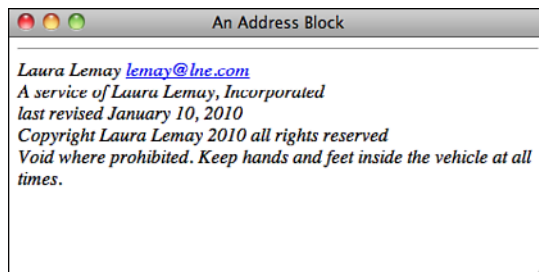 An Address Block
Laura Lemay lemay@lne.com
A service of Laura Lemay, Incorporated
last revised January 10, 2010
Copyright Laura Lemay 2010 all rights reserved
Void where prohibited. Keep hands and feet inside the vehicle at all
times.